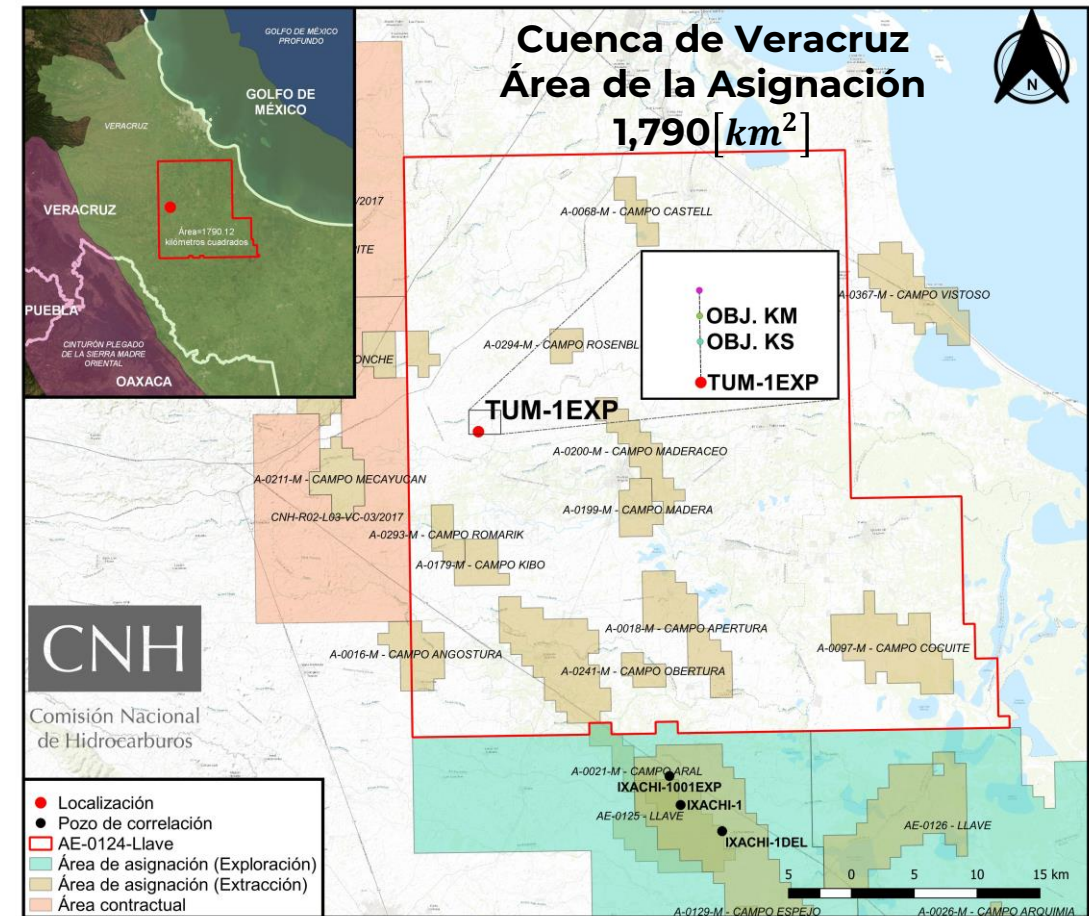 Cuenca de Veracruz
Área de la Asignación
1,790[km²]
N
GOLFO DE MÉXICO
PROFUNDO
GOLFO DE
MÉXICO
VERACRUZ
VERACRUZ
Área=1790.12
kilómetros cuadrados
PUEBLA
CINTURÓN PLEGADO
DE LA SIERRA MADRE
ORIENTAL
OAXACA
/2017
A-0068-M - CAMPO CASTELL
A-0367-M - CAMPO VISTOSO
A-0294-M - CAMPO ROSENBL
OBJ. KM
OBJ. KS
TUM-1EXP
TUM-1EXP
A-0200-M - CAMPO MADERACEO
A-0211-M - CAMPO MECAYUCAN
A-0199-M - CAMPO MADERA
CNH-R02-L03-VC-03/2017
A-0293-M - CAMPO ROMARIK
A-0179-M - CAMPO KIBO
A-0018-M - CAMPO APERTURA
A-0016-M - CAMPO ANGOSTURA
A-0241-M - CAMPO OBERTURA
A-0097-M - CAMPO COCUITE
CNH
Comisión Nacional
de Hidrocarburos
A-0021-M - CAMPO ARAL
IXACHI-1001EXP
IXACHI-1
AE-0125 - LLAVE
AE-0126 - LLAVE
IXACHI-1DEL
Localización
Pozo de correlación
AE-0124-Llave
Área de asignación (Exploración)
Área de asignación (Extracción)
Área contractual
5 0 5 10 15 km
A-0129-M - CAMPO ESPEJO
A-0026-M - CAMPO ARQUIMIA